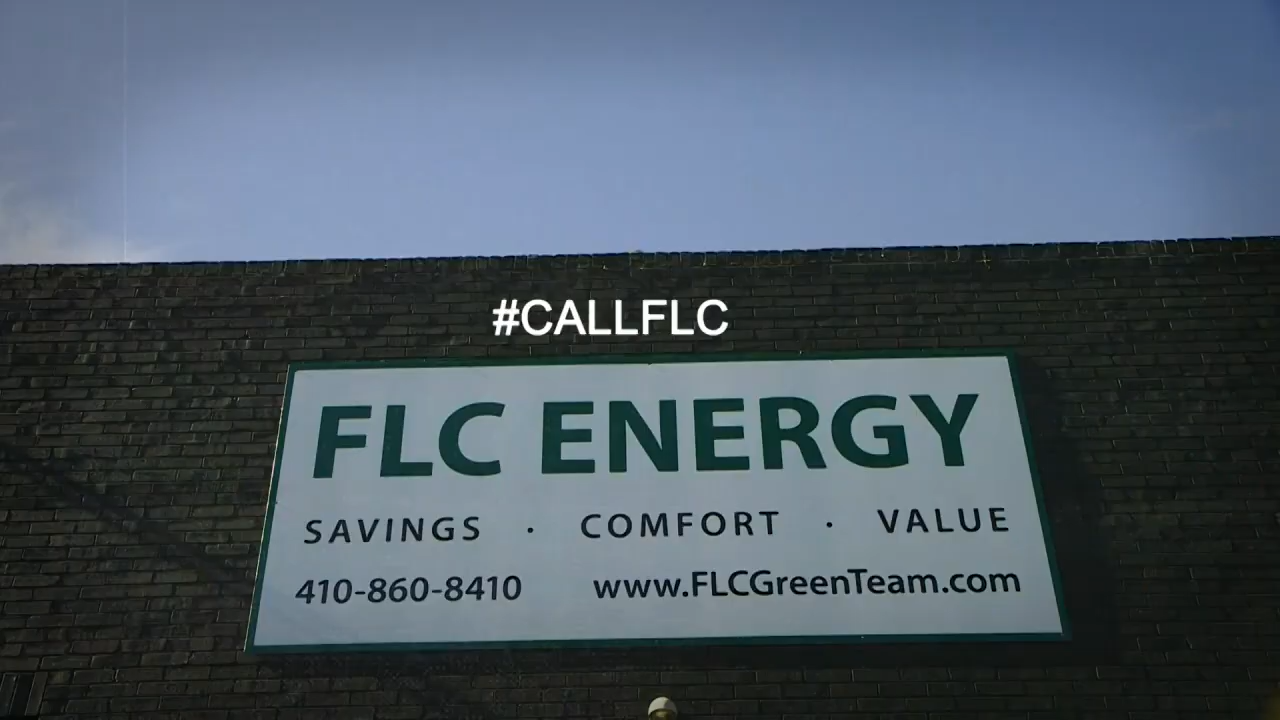 #CALLFLC
FLC ENERGY
SAVINGS · COMFORT · VALUE
410-860-8410 www.FLCGreenTeam.com